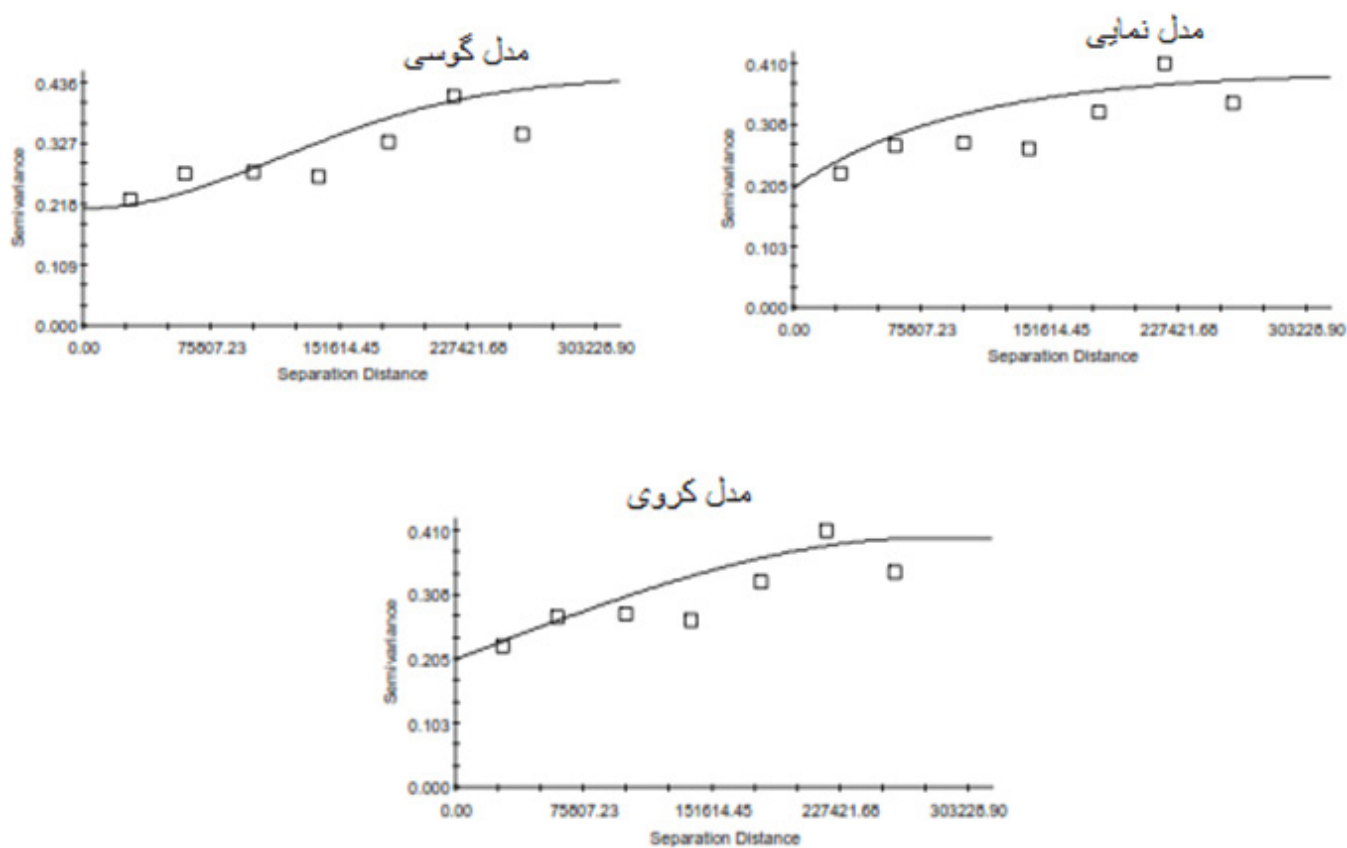 مدل گوسی
0.436
0.327
0.218
0.109
0.000
Semivariance
0.00 75807.23 151614.45 227421.68 303228.90
Separation Distance
مدل نمایی
0.410
0.308
0.205
0.103
0.000
Semivariance
0.00 75807.23 151614.45 227421.68 303228.90
Separation Distance
مدل کروی
0.410
0.308
0.205
0.103
0.000
Semivariance
0.00 75807.23 151614.45 227421.68 303228.90
Separation Distance